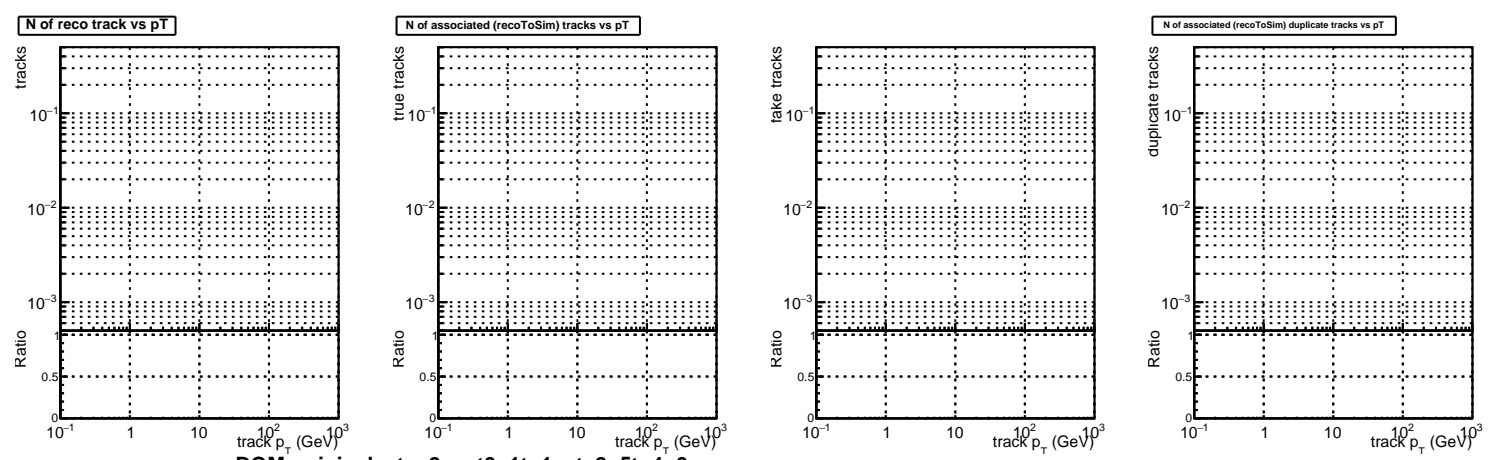 N of reco track vs pT
tracks
10⁻¹
10⁻²
10⁻³
Ratio
1
0.5
0
10⁻¹ 1 10 10² 10³
track p_T (GeV)
N of associated (recoToSim) tracks vs pT
true tracks
10⁻¹
10⁻²
10⁻³
Ratio
1
0.5
0
10⁻¹ 1 10 10² 10³
track p_T (GeV)
fake tracks
10⁻¹
10⁻²
10⁻³
Ratio
1
0.5
0
10⁻¹ 1 10 10² 10³
track p_T (GeV)
N of associated (recoToSim) duplicate tracks vs pT
duplicate tracks
10⁻¹
10⁻²
10⁻³
Ratio
1
0.5
0
10⁻¹ 1 10 10² 10³
track p_T (GeV)